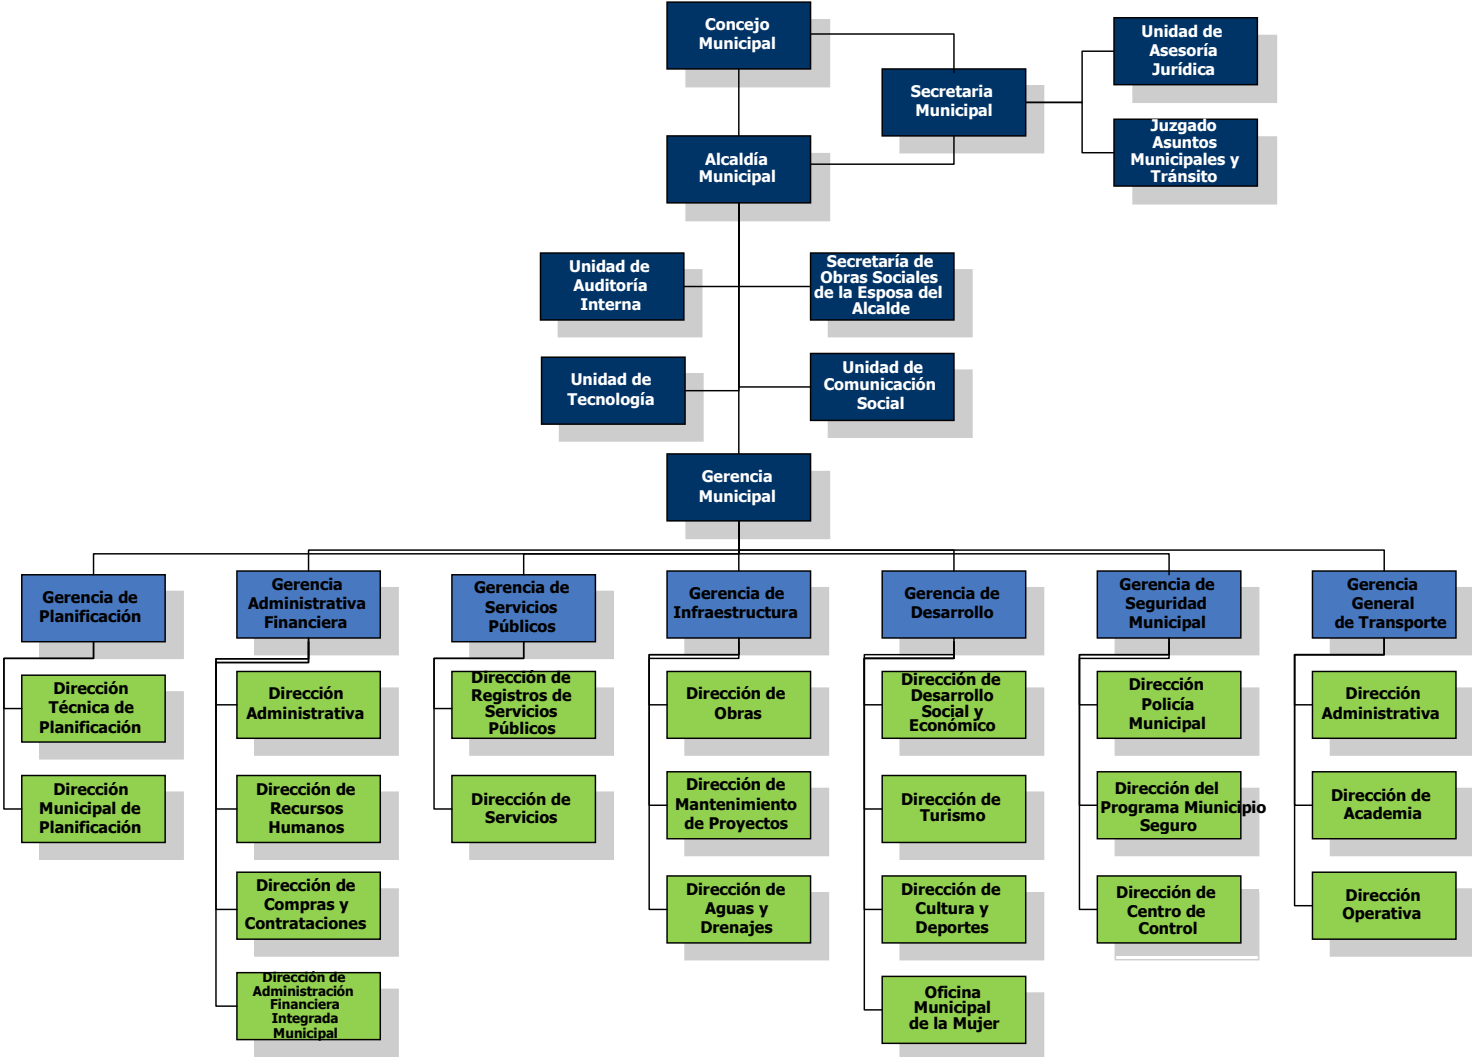 Concejo
Municipal
Unidad de
Asesoría
Jurídica
Secretaria
Municipal
Juzgado
Asuntos
Municipales y
Tránsito
Alcaldía
Municipal
Unidad de
Auditoría
Interna
Secretaría de
Obras Sociales
de la Esposa del
Alcalde
Unidad de
Tecnología
Unidad de
Comunicación
Social
Gerencia
Municipal
Gerencia de
Planificación
Gerencia
Administrativa
Financiera
Gerencia de
Servicios
Públicos
Gerencia de
Infraestructura
Gerencia de
Desarrollo
Gerencia de
Seguridad
Municipal
Gerencia
General
de Transporte
Dirección
Técnica de
Planificación
Dirección
Administrativa
Dirección de
Registros de
Servicios
Públicos
Dirección de
Obras
Dirección de
Desarrollo
Social y
Económico
Dirección
Policía
Municipal
Dirección
Administrativa
Dirección
Municipal de
Planificación
Dirección de
Recursos
Humanos
Dirección de
Servicios
Dirección de
Mantenimiento
de Proyectos
Dirección de
Turismo
Dirección del
Programa Miunicipio
Seguro
Dirección de
Academia
Dirección de
Compras y
Contrataciones
Dirección de
Aguas y
Drenajes
Dirección de
Cultura y
Deportes
Dirección de
Centro de
Control
Dirección
Operativa
Dirección de
Administración
Financiera
Integrada
Municipal
Oficina
Municipal
de la Mujer